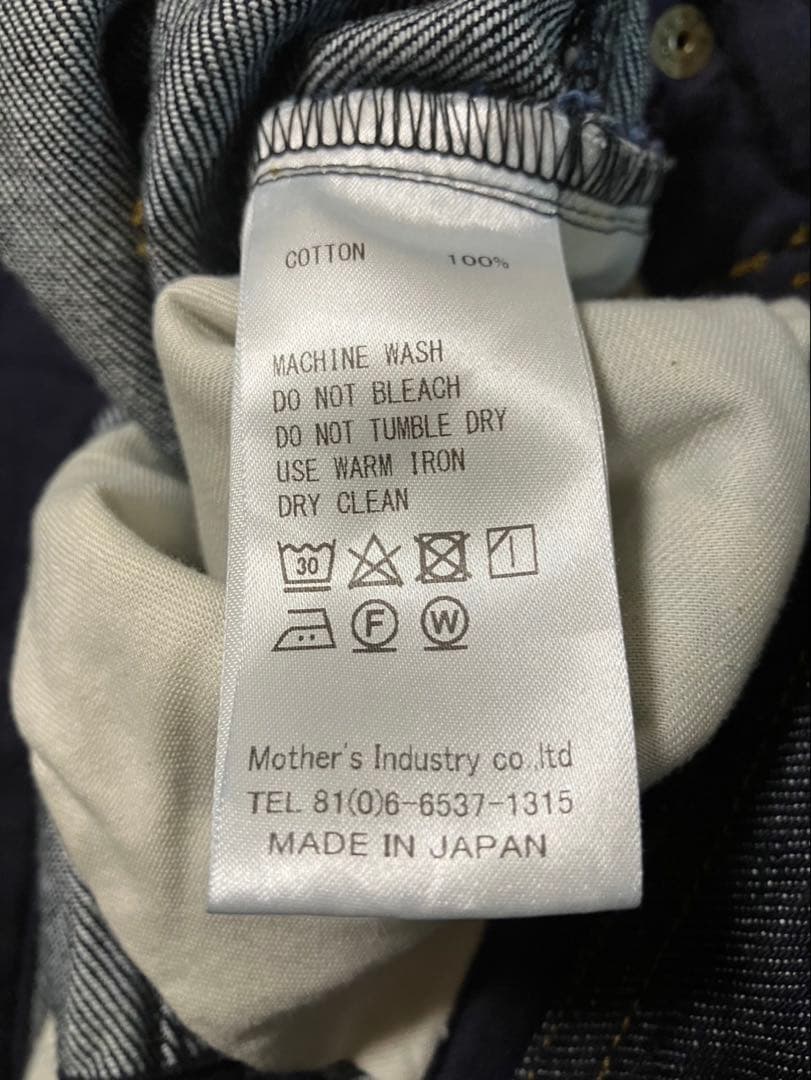 COTTON 100%
MACHINE WASH
DO NOT BLEACH
DO NOT TUMBLE DRY
USE WARM IRON
DRY CLEAN
30
F W
Mother's Industry co.,ltd
TEL 81(0)6-6537-1315
MADE IN JAPAN